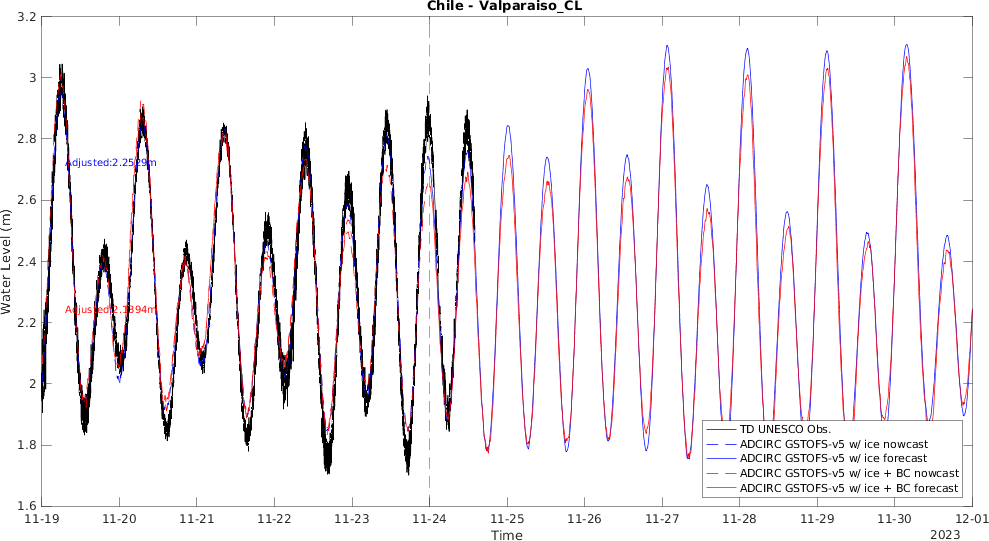 Chile - Valparaiso_CL
3.2
3
2.8
2.6
2.4
2.2
2
1.8
1.6
Water Level (m)
Adjusted:2.2529m
Adjusted:2.1394m
TD UNESCO Obs.
ADCIRC GSTOFS-v5 w/ ice nowcast
ADCIRC GSTOFS-v5 w/ ice forecast
ADCIRC GSTOFS-v5 w/ ice + BC nowcast
ADCIRC GSTOFS-v5 w/ ice + BC forecast
11-19 11-20 11-21 11-22 11-23 11-24 11-25 11-26 11-27 11-28 11-29 11-30 12-01
Time
2023